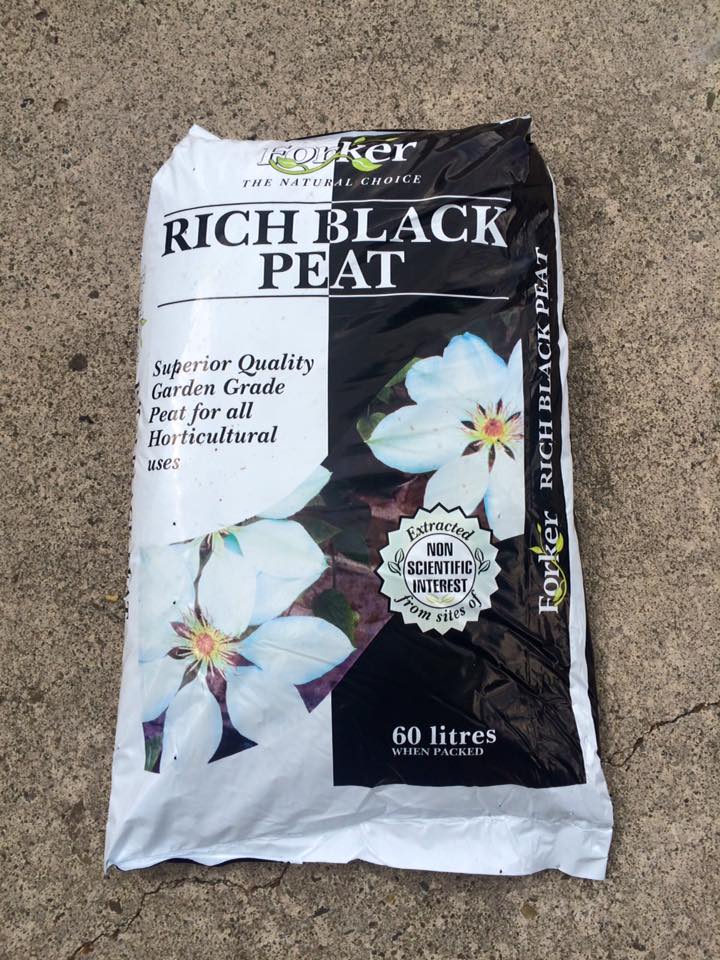 Forker
THE NATURAL CHOICE
RICH BLACK
PEAT
Superior Quality
Garden Grade
Peat for all
Horticultural
uses
Extracted
NON
SCIENTIFIC
INTEREST
from sites of
60 litres
WHEN PACKED
Forker RICH BLACK PEAT